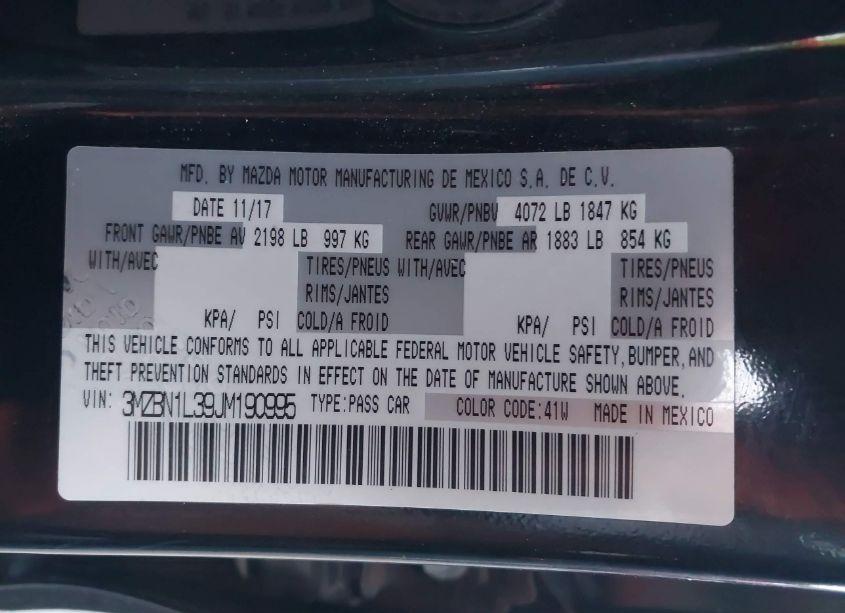 MFD. BY MAZDA MOTOR MANUFACTURING DE MEXICO S.A. DE C.V.
DATE 11/17 GVWR/PNBV 4072 LB 1847 KG
FRONT GAWR/PNBE AV 2198 LB 997 KG REAR GAWR/PNBE AR 1883 LB 854 KG
WITH/AVEC TIRES/PNEUS WITH/AVEC TIRES/PNEUS
RIMS/JANTES RIMS/JANTES
KPA/ PSI COLD/A FROID KPA/ PSI COLD/A FROID
THIS VEHICLE CONFORMS TO ALL APPLICABLE FEDERAL MOTOR VEHICLE SAFETY,BUMPER,AND
THEFT PREVENTION STANDARDS IN EFFECT ON THE DATE OF MANUFACTURE SHOWN ABOVE.
VIN: 3MZBN1L39JM190995 TYPE:PASS CAR COLOR CODE:41W MADE IN MEXICO